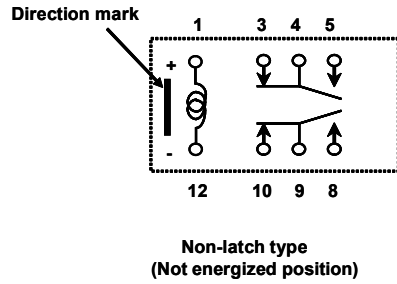 Direction mark
1 3 4 5
+
-
12 10 9 8
Non-latch type
(Not energized position)